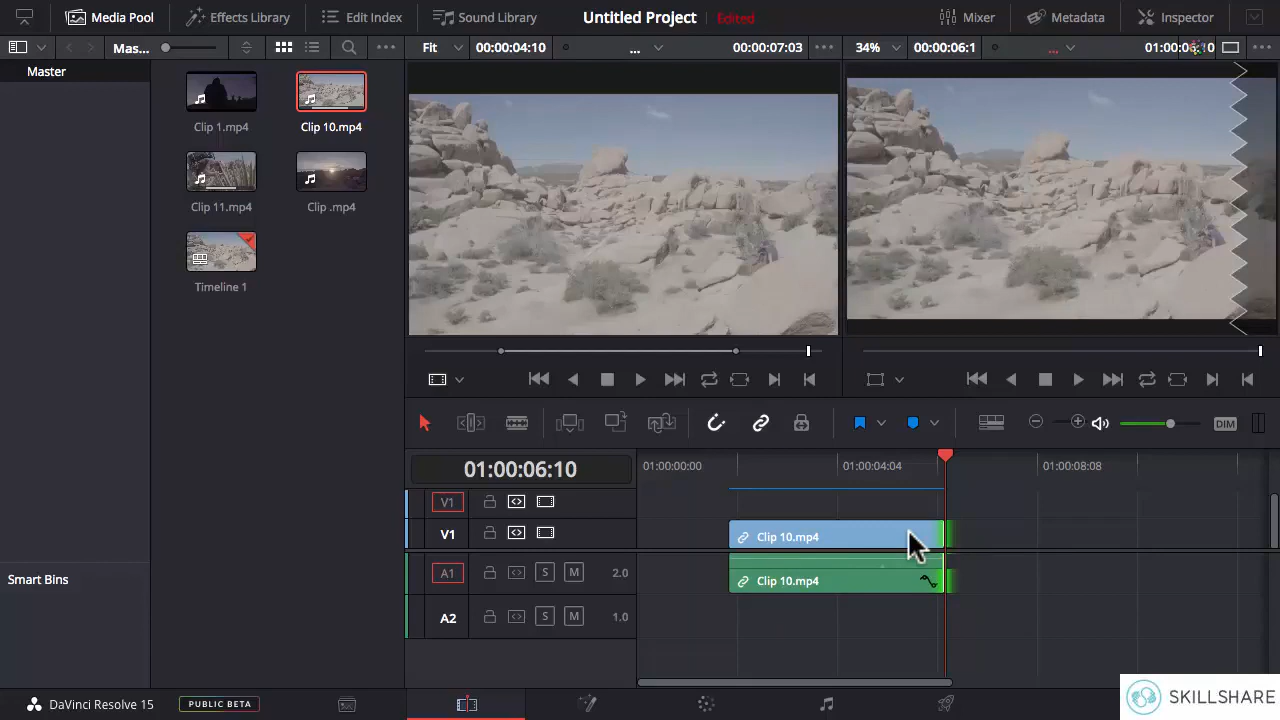 Media Pool
Effects Library
Edit Index
Sound Library
Untitled Project
Edited
Mixer
Metadata
Inspector
Mas...
Fit
00:00:04:10
...
00:00:07:03
34%
00:00:06:1
...
Master
Clip 1.mp4
Clip 10.mp4
Clip 11.mp4
Clip .mp4
Timeline 1
DIM
01:00:06:10
01:00:00:00
01:00:04:04
01:00:08:08
V1
V1
Clip 10.mp4
A1
S
M
2.0
Clip 10.mp4
A2
S
M
1.0
Smart Bins
DaVinci Resolve 15
PUBLIC BETA
SKILLSHARE